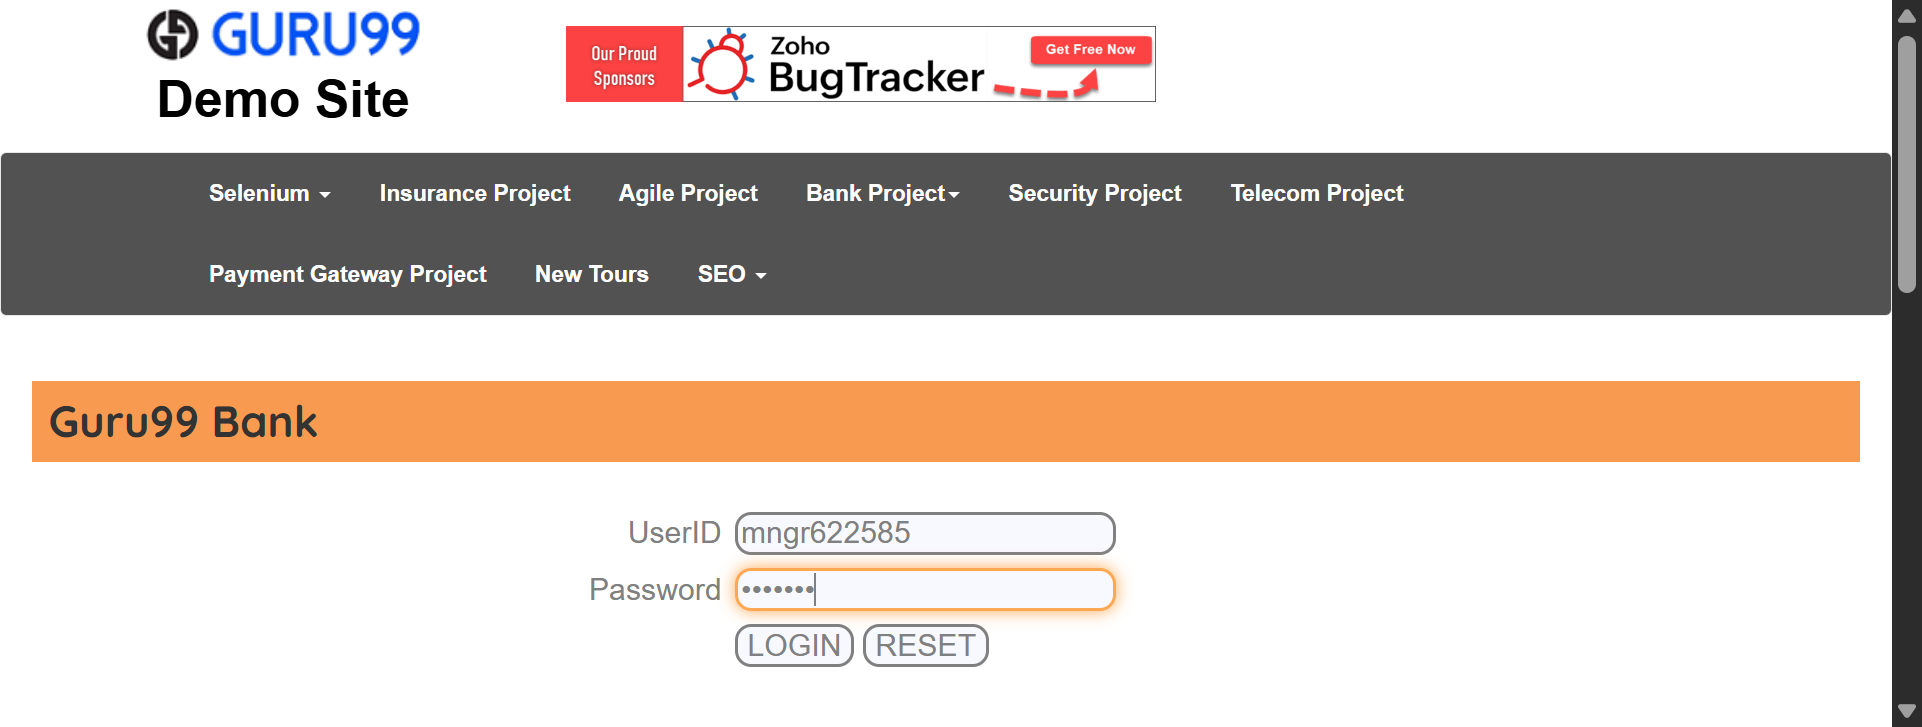 GURU99
Demo Site
Our Proud
Sponsors
Zoho
BugTracker
Get Free Now
Selenium Insurance Project Agile Project Bank Project Security Project Telecom Project
Payment Gateway Project New Tours SEO
Guru99 Bank
UserID mngr622585
Password •••••••
LOGIN RESET